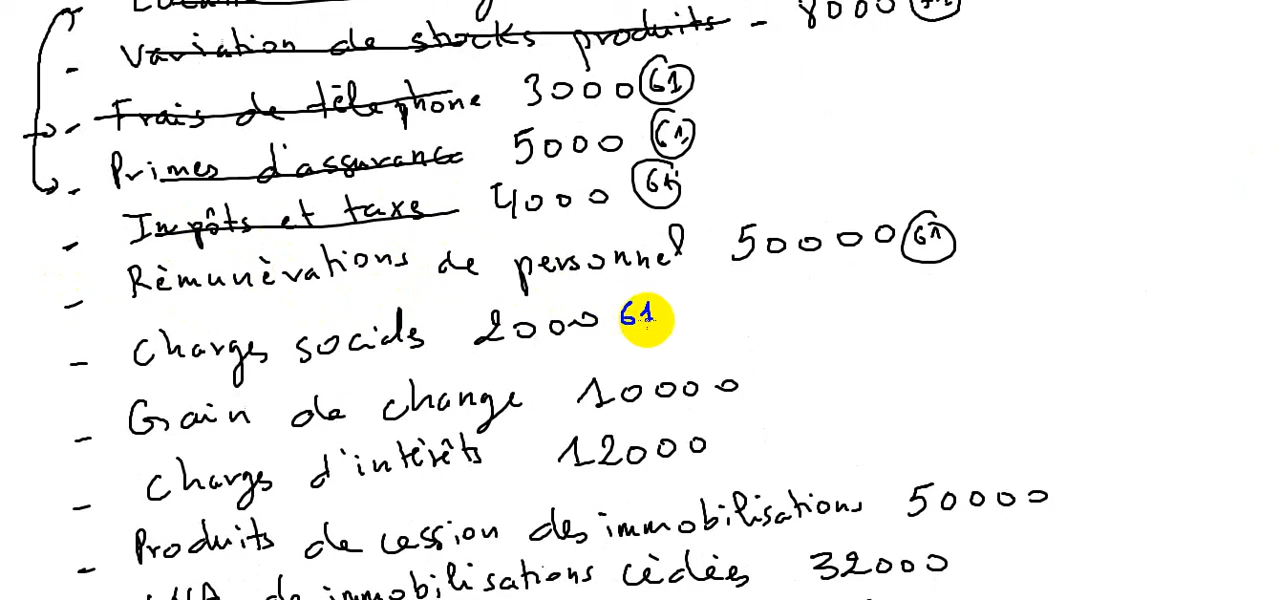 - Variation de stocks produits - 8000
- Frais de télephone 3000 61
- Primes d'assurance 5000 61
- Impôts et taxe 4000 61
- Rémunérations de personnel 50000 61
- Charges socials 2000 61
- Gain de change 10000
- Charges d'intérêts 12000
- Produits de cession des immobilisations 50000
de immobilisations cédées 32000